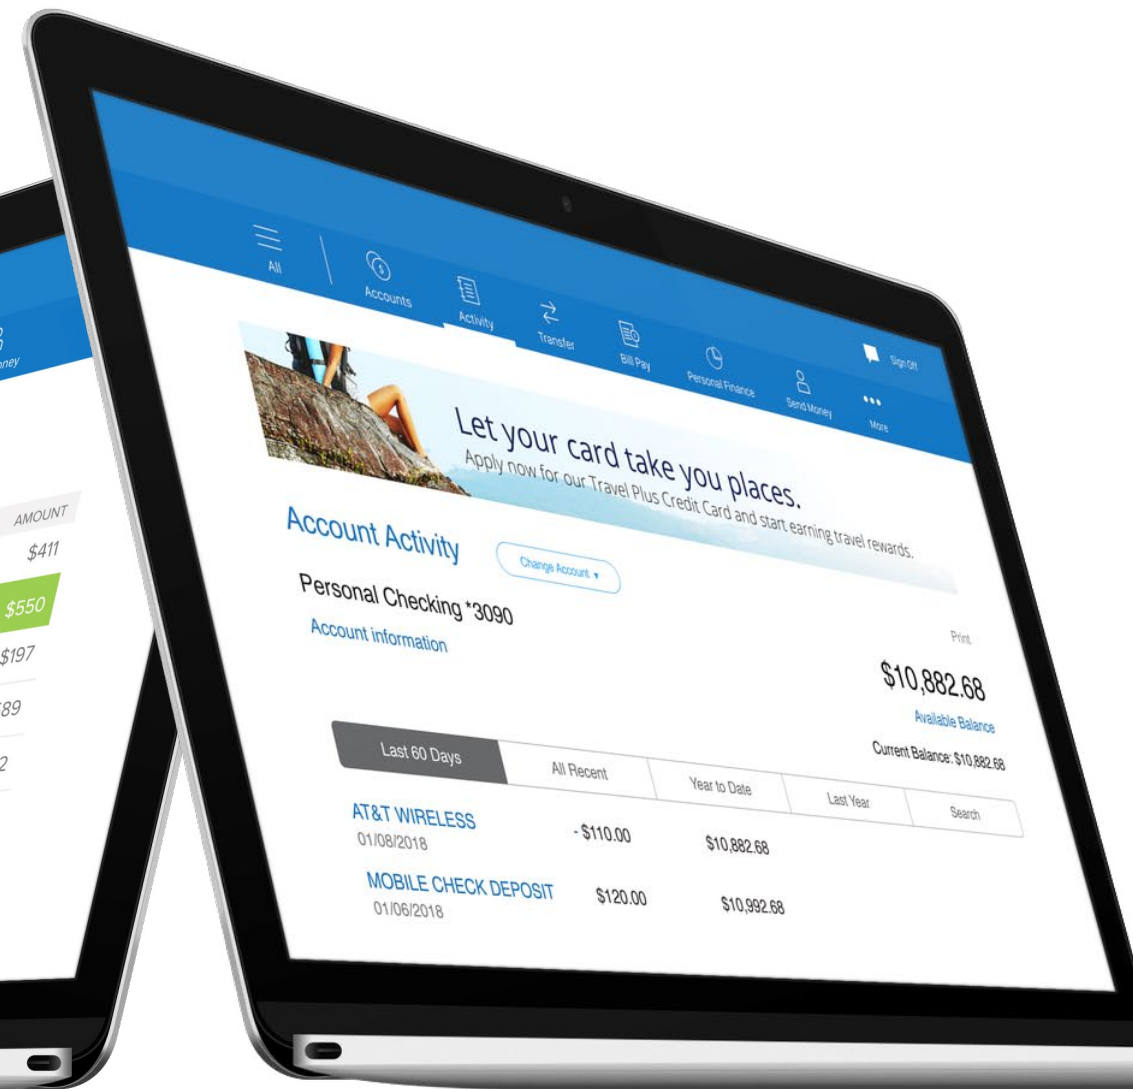 All
Accounts
Activity
Transfer
Bill Pay
Personal Finance
Send Money
More
Sign Off
Let your card take you places.
Apply now for our Travel Plus Credit Card and start earning travel rewards.
Account Activity
Change Account ▾
Personal Checking *3090
Account information
Print
$10,882.68
Available Balance
Current Balance: $10,882.68
Last 60 Days
All Recent
Year to Date
Last Year
Search
AT&T WIRELESS
- $110.00
$10,882.68
01/08/2018
MOBILE CHECK DEPOSIT
$120.00
$10,992.68
01/06/2018
AMOUNT
$411
$550
$197